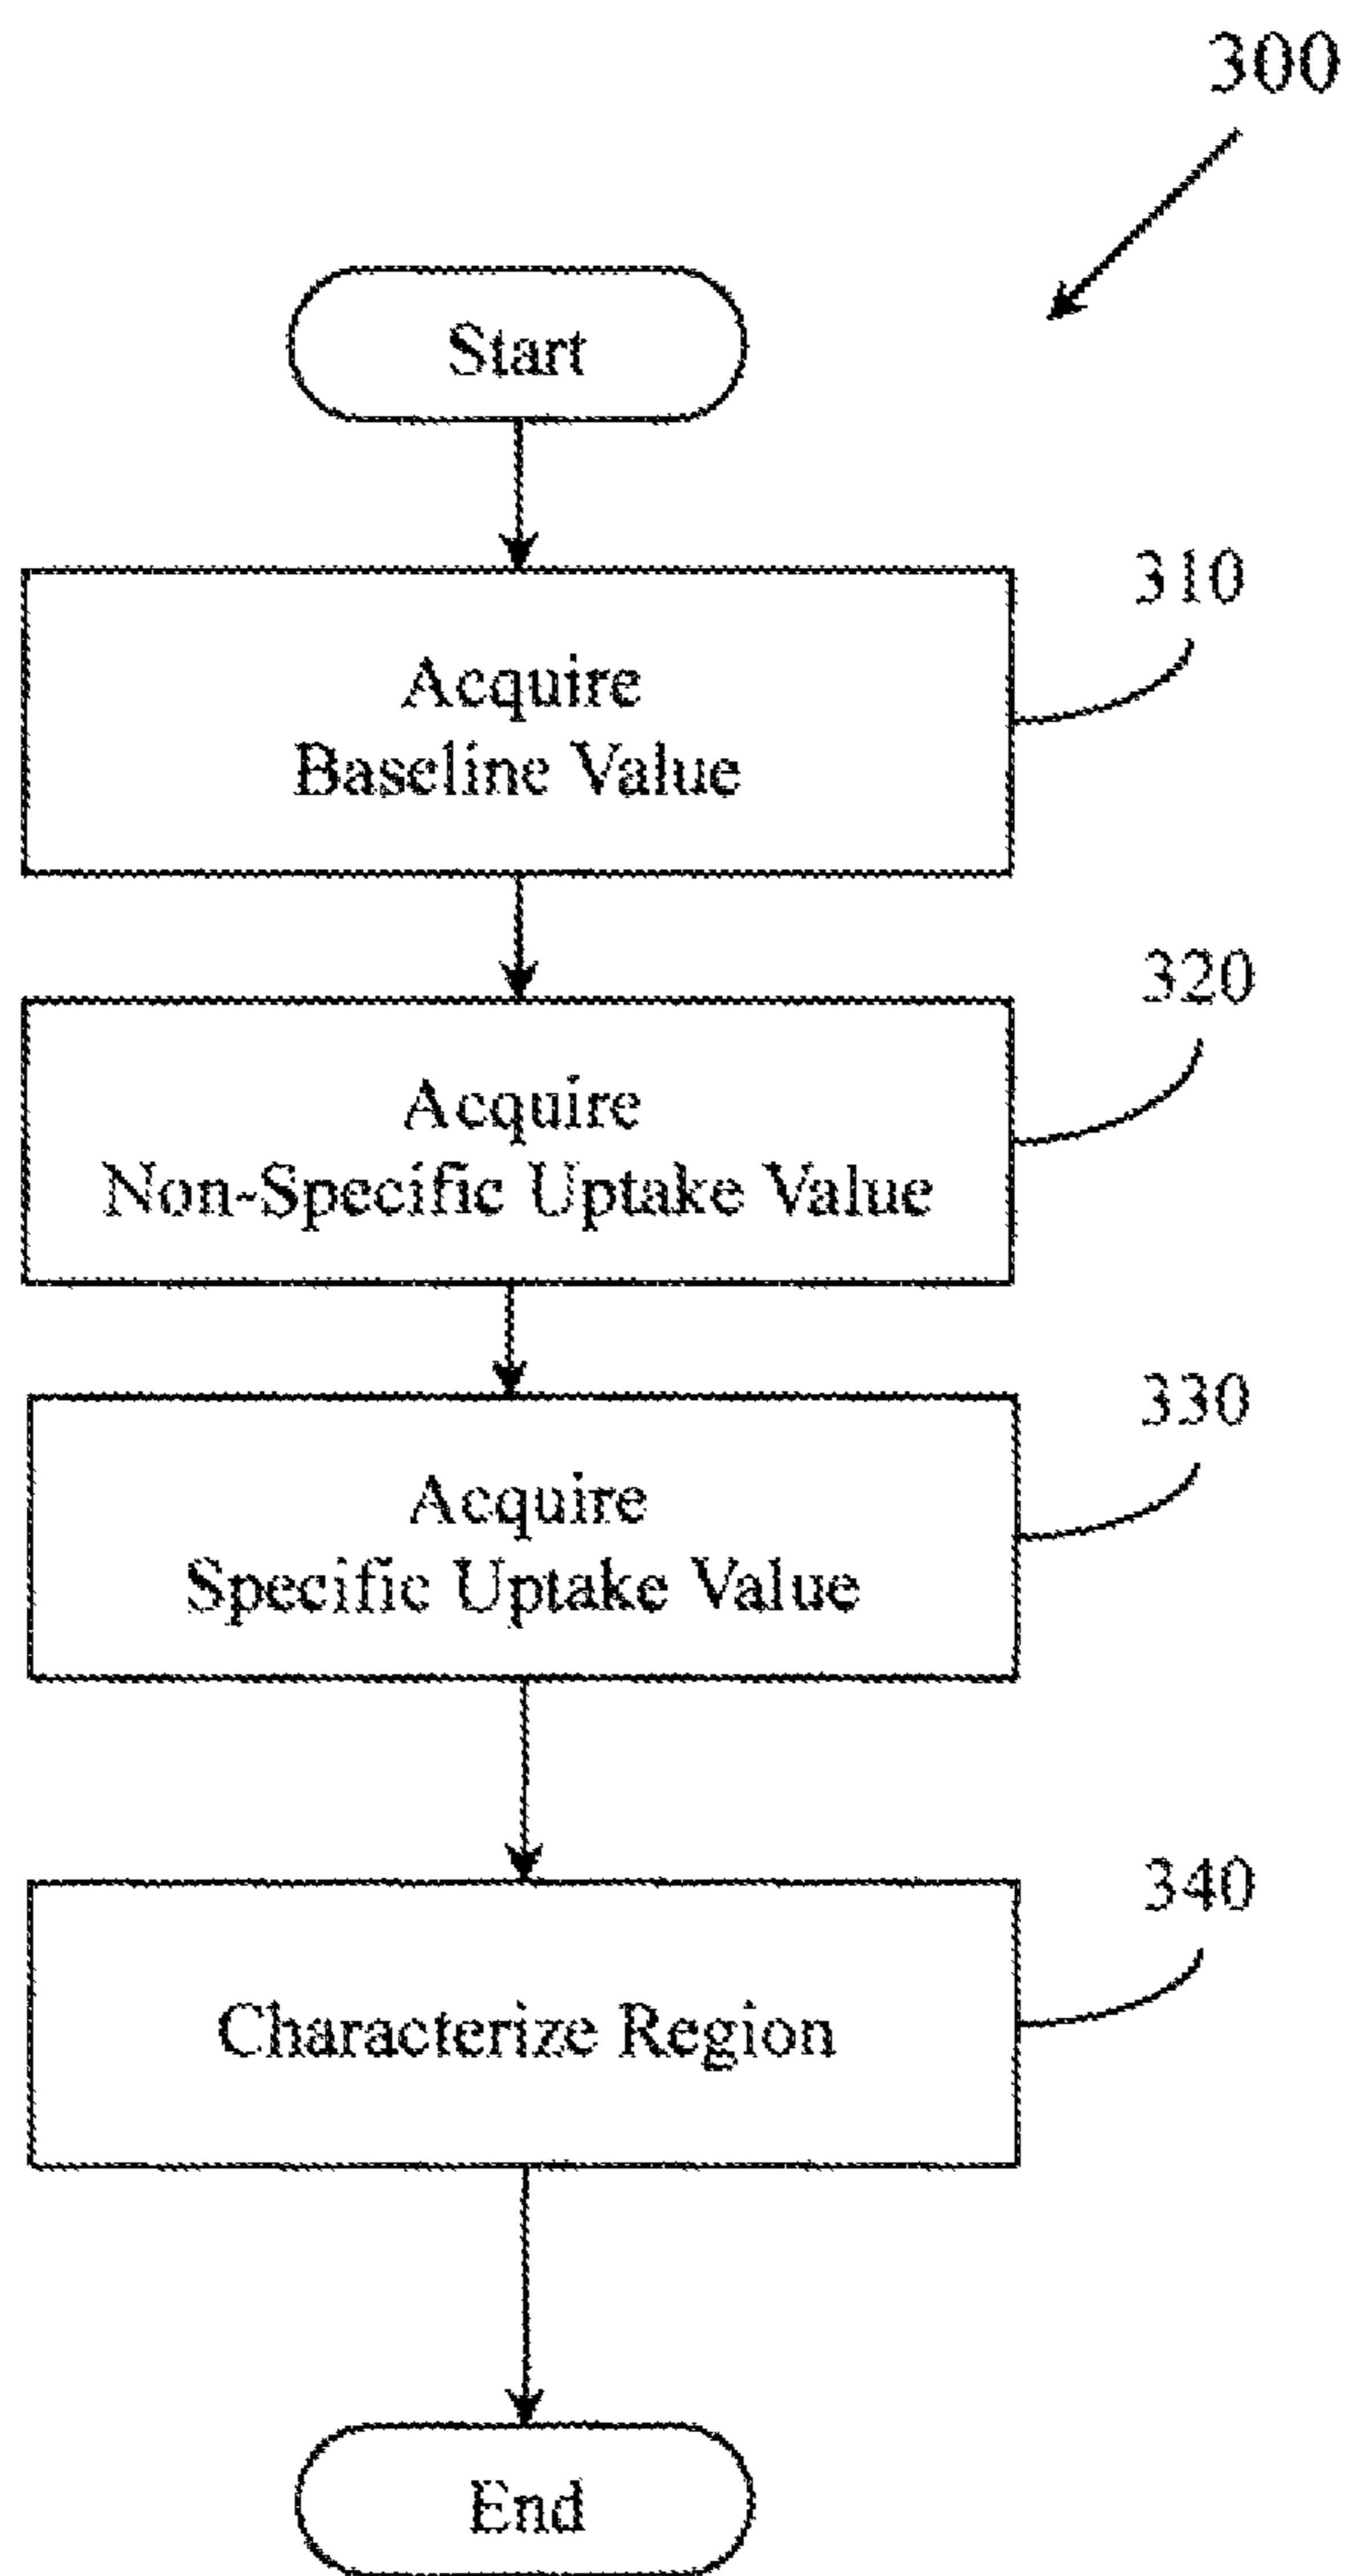 300
Start
310
Acquire
Baseline Value
320
Acquire
Non-Specific Uptake Value
330
Acquire
Specific Uptake Value
340
Characterize Region
End